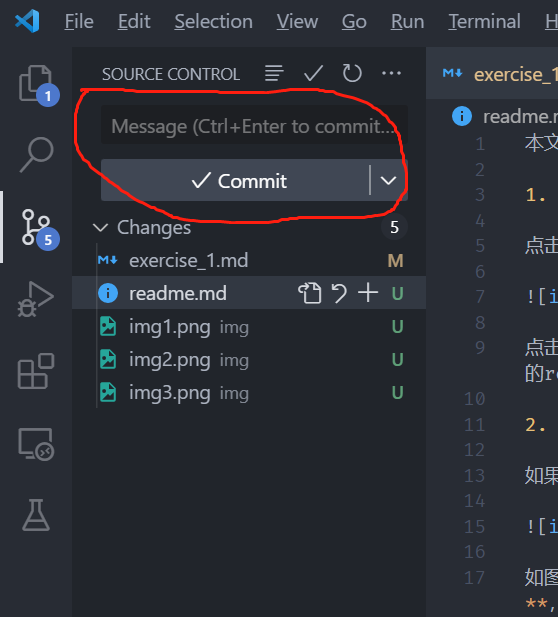 File Edit Selection View Go Run Terminal
SOURCE CONTROL
exercise_1
1
Message (Ctrl+Enter to commit...
readme.r
Commit
1 本文
2
Changes 5
3 1.
4
5
exercise_1.md M
5 点击
6
readme.md U
7 ![i
img1.png img U
8
img2.png img U
9 点击
的re
img3.png img U
10
11 2.
12
13 如果
14
15 ![i
16
17 如图
**,